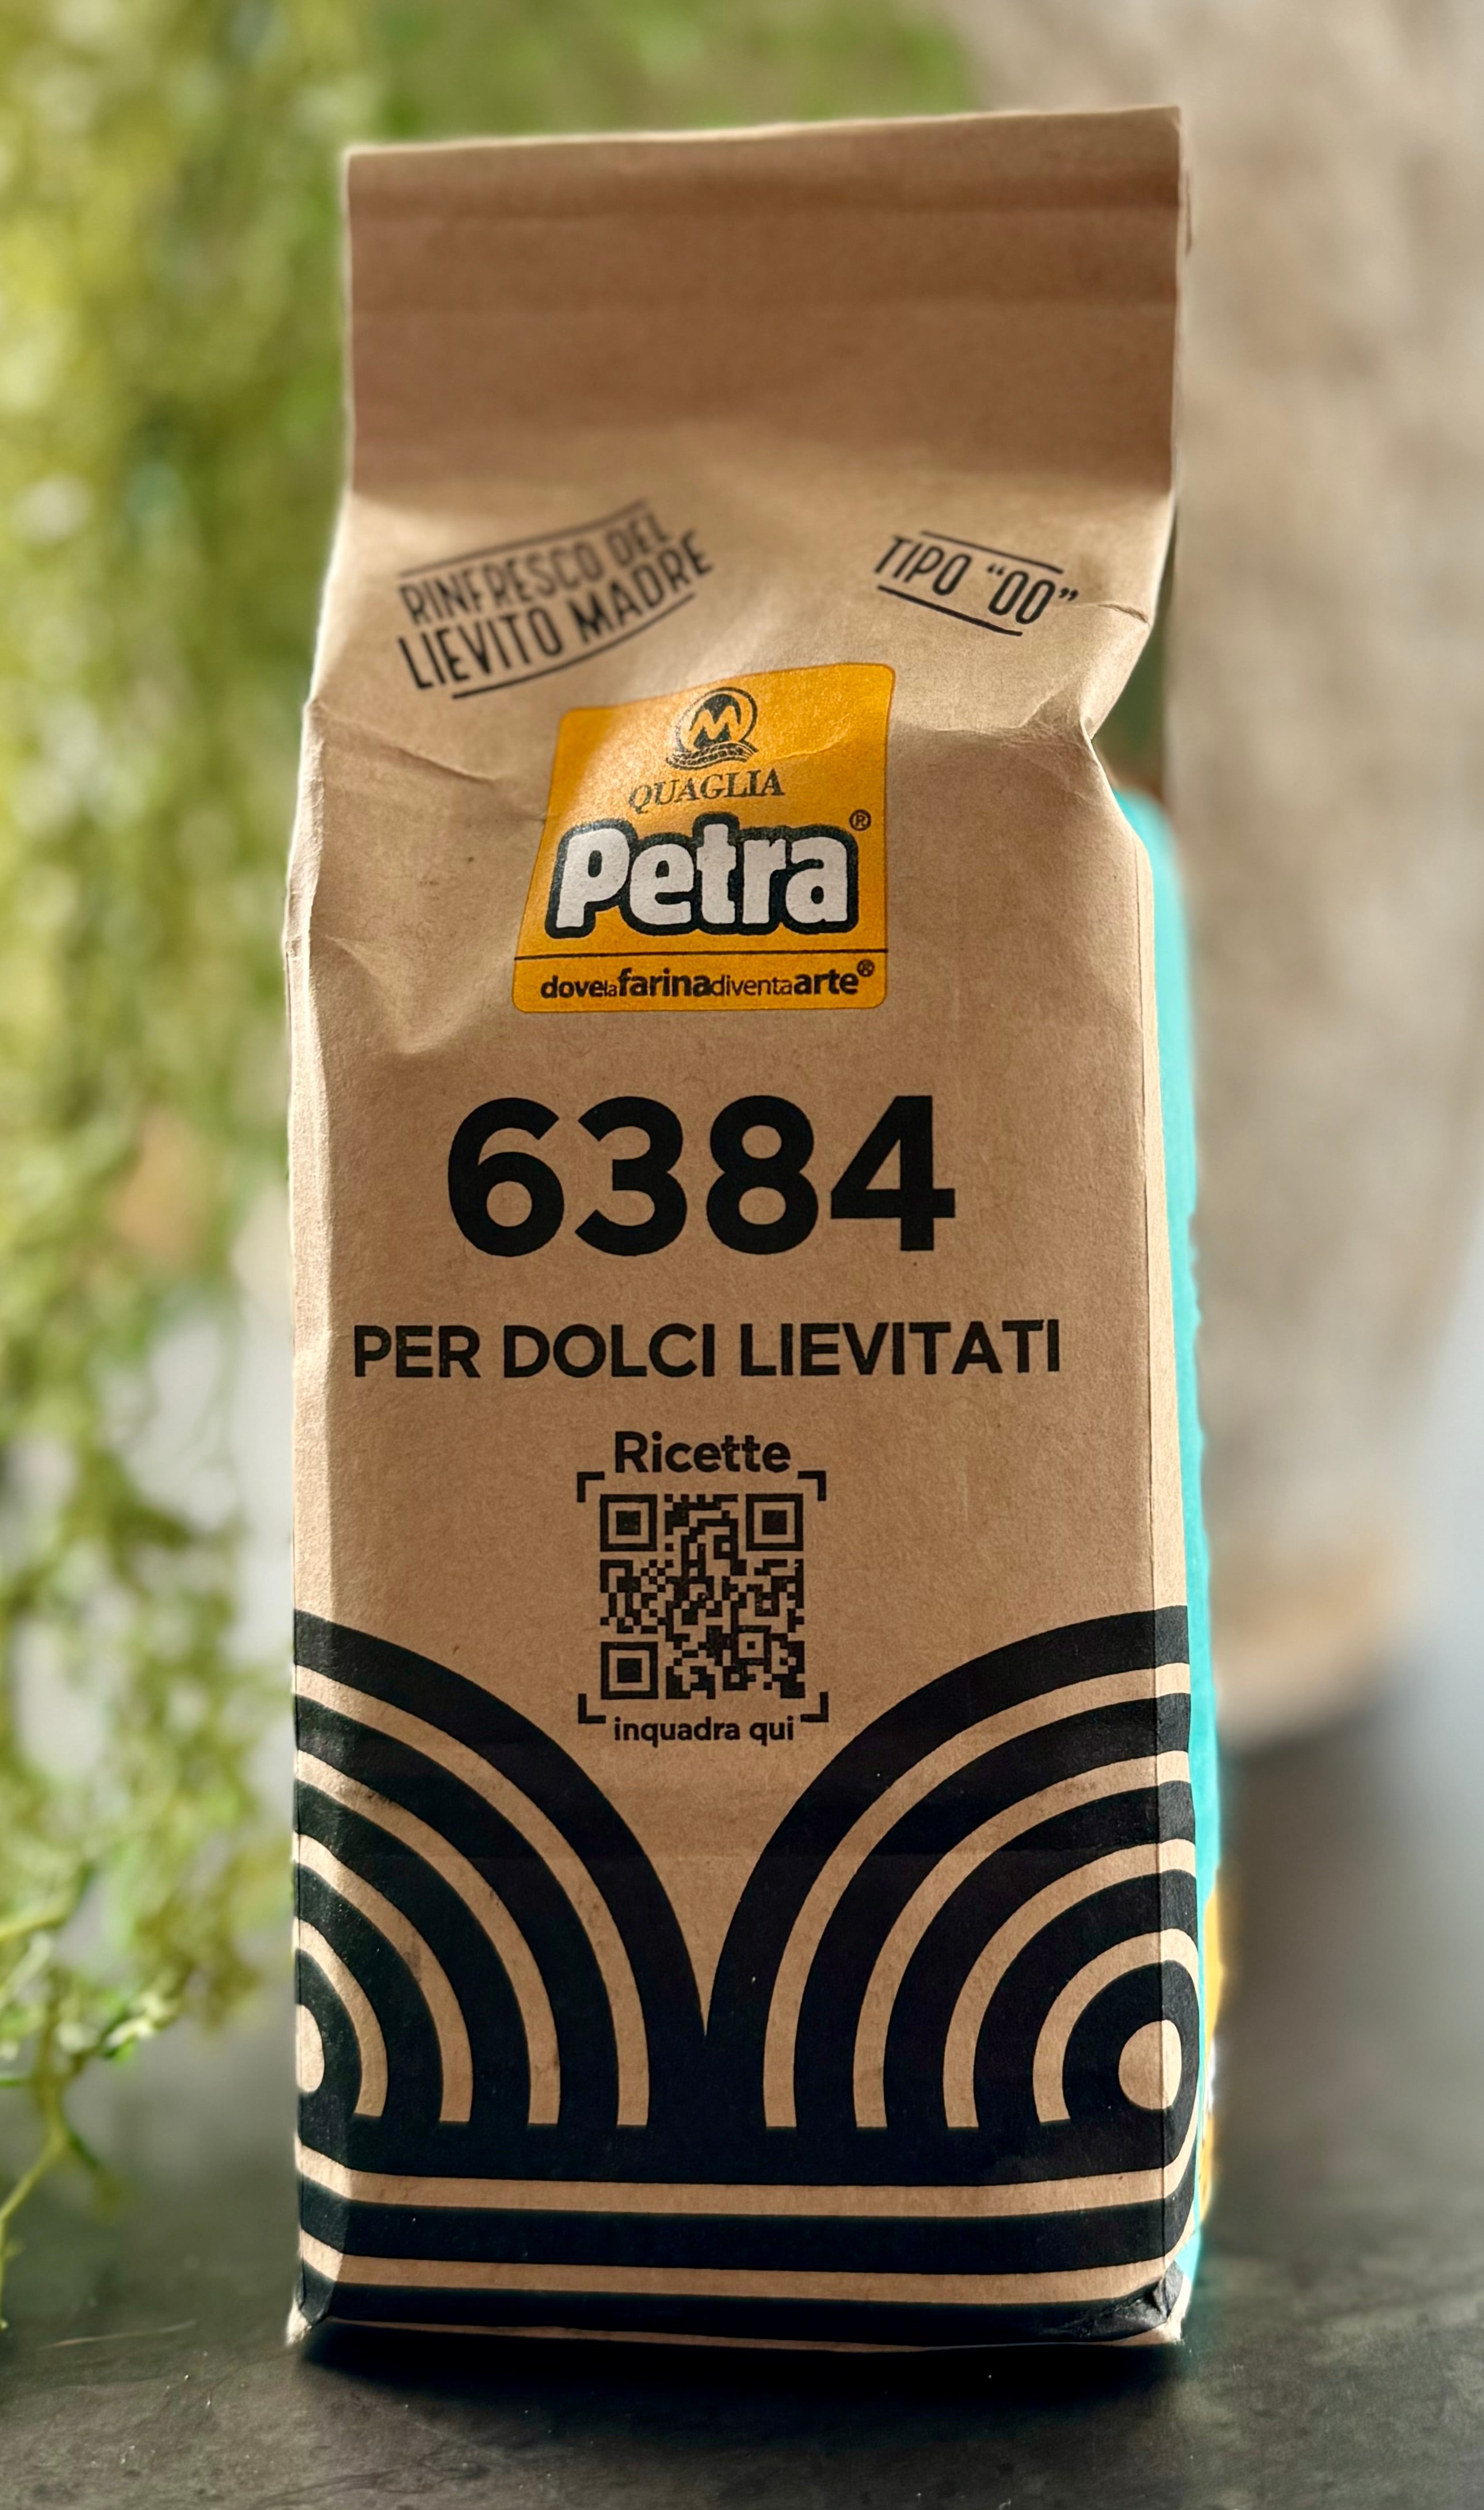 RINFRESCO DEL
LIEVITO MADRE
TIPO “00”
QUAGLIA
Petra®
dovelafarinadiventaarte®
6384
PER DOLCI LIEVITATI
Ricette
inquadra qui